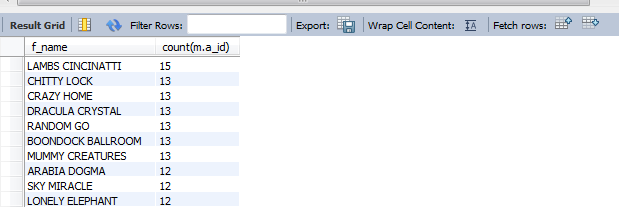 Result Grid Filter Rows: Export: Wrap Cell Content: IA Fetch rows:
f_name count(m.a_id)
LAMBS CINCINATTI 15
CHITTY LOCK 13
CRAZY HOME 13
DRACULA CRYSTAL 13
RANDOM GO 13
BOONDOCK BALLROOM 13
MUMMY CREATURES 13
ARABIA DOGMA 12
SKY MIRACLE 12
LONELY ELEPHANT 12